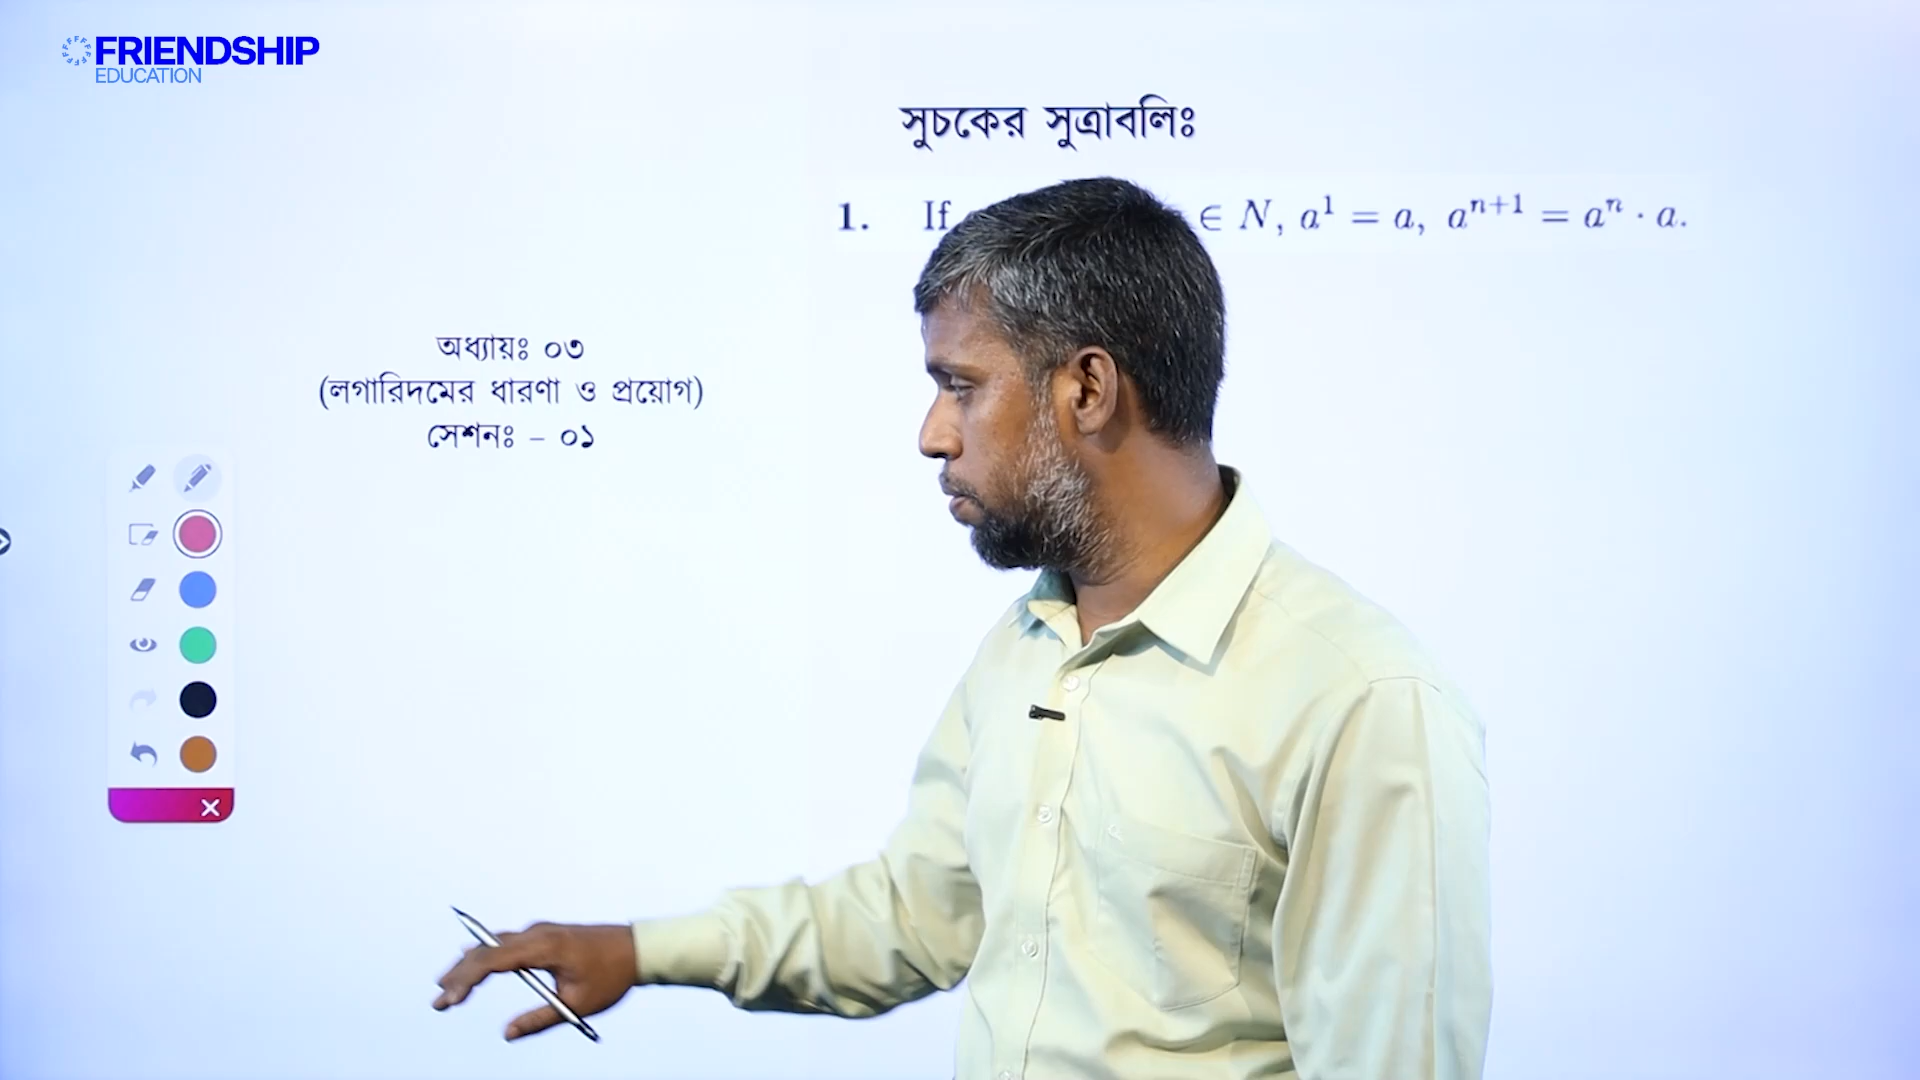 FRIENDSHIP
EDUCATION
সুচকের সুত্রাবলিঃ
1. If ∈ N, a¹ = a, aⁿ⁺¹ = aⁿ · a.
অধ্যায়ঃ ০৩
(লগারিদমের ধারণা ও প্রয়োগ)
সেশনঃ – ০১